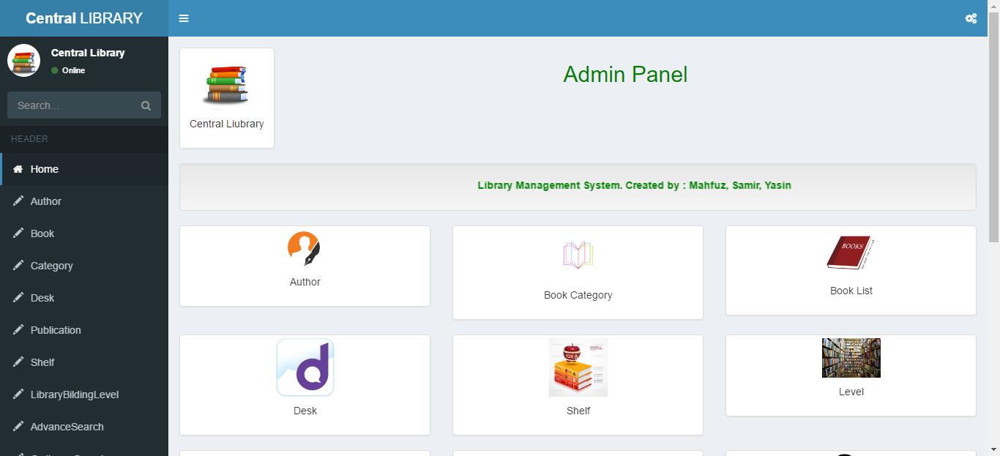 Central LIBRARY
Central Library
Online
Search...
HEADER
Home
Author
Book
Category
Desk
Publication
Shelf
LibraryBildingLevel
AdvanceSearch
Admin Panel
Central Liubrary
Library Management System. Created by : Mahfuz, Samir, Yasin
Author
Book Category
BOOKS
Book List
Desk
IDEA
A
B
C
Shelf
Level